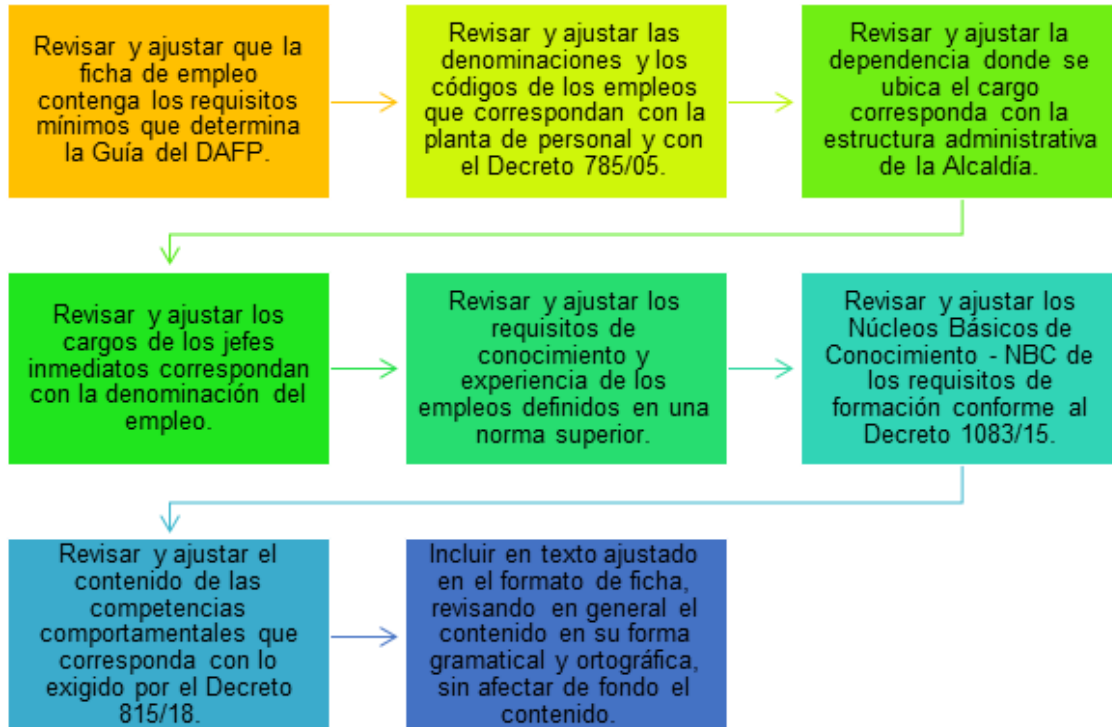 Revisar y ajustar que la
ficha de empleo
contenga los requisitos
mínimos que determina
la Guía del DAFP.
Revisar y ajustar las
denominaciones y los
códigos de los empleos
que correspondan con la
planta de personal y con
el Decreto 785/05.
Revisar y ajustar la
dependencia donde se
ubica el cargo
corresponda con la
estructura administrativa
de la Alcaldía.
Revisar y ajustar los
cargos de los jefes
inmediatos correspondan
con la denominación del
empleo.
Revisar y ajustar los
requisitos de
conocimiento y
experiencia de los
empleos definidos en una
norma superior.
Revisar y ajustar los
Núcleos Básicos de
Conocimiento - NBC de
los requisitos de
formación conforme al
Decreto 1083/15.
Revisar y ajustar el
contenido de las
competencias
comportamentales que
corresponda con lo
exigido por el Decreto
815/18.
Incluir en texto ajustado
en el formato de ficha,
revisando en general el
contenido en su forma
gramatical y ortográfica,
sin afectar de fondo el
contenido.